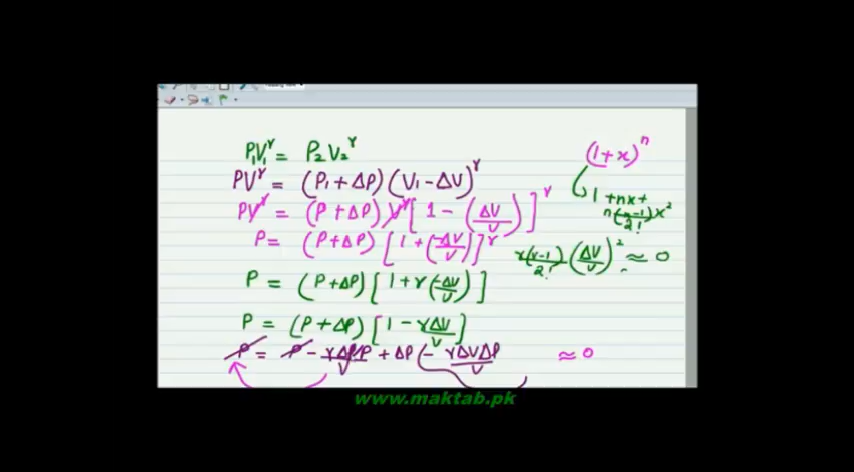 P₁V₁^γ = P₂V₂^γ
PV^γ = (P₁ + ΔP) (V₁ - ΔV)^γ
PV^γ = (P + ΔP) V^γ [1 - (ΔV/V)]^γ
P = (P+ΔP) [1 + (-ΔV/V)]^γ
P = (P+ΔP) [1 + γ(-ΔV/V)]
P = (P + ΔP) [1 - γΔV/V]
P = P - γΔVP/V + ΔP - γΔVΔP/V ≈ 0
(1+x)^n
1 + nx +
n(n-1)/2! x²
γ(γ-1)/2! (ΔV/V)² ≈ 0
www.maktab.pk